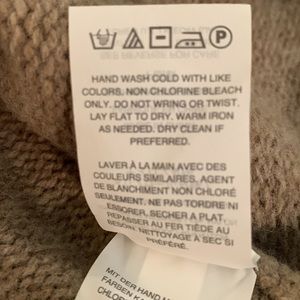 P
HAND WASH COLD WITH LIKE
COLORS. NON CHLORINE BLEACH
ONLY. DO NOT WRING OR TWIST.
LAY FLAT TO DRY. WARM IRON
AS NEEDED. DRY CLEAN IF
PREFERRED.
LAVER À LA MAIN AVEC DES
COULEURS SIMILAIRES, AGENT
DE BLANCHIMENT NON CHLORÉ
SEULEMENT. NE PAS TORDRE NI
ESSORER, SECHER A PLAT,
REPASSER AU FER TIÈDE AU
BESOIN, NETTOYAGE À SEC SI
PRÉFÉRÉ.
MIT DER HAND
FARBEN